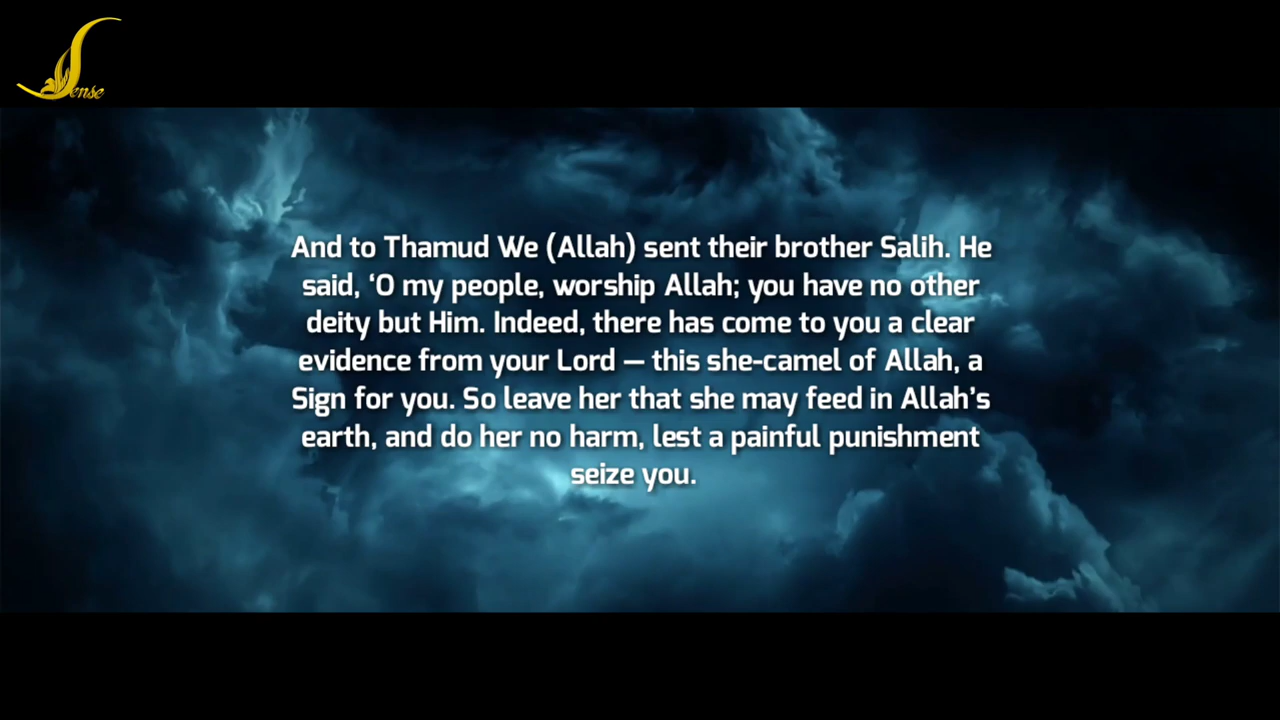 Sense
And to Thamud We (Allah) sent their brother Salih. He
said, ‘O my people, worship Allah; you have no other
deity but Him. Indeed, there has come to you a clear
evidence from your Lord — this she-camel of Allah, a
Sign for you. So leave her that she may feed in Allah’s
earth, and do her no harm, lest a painful punishment
seize you.